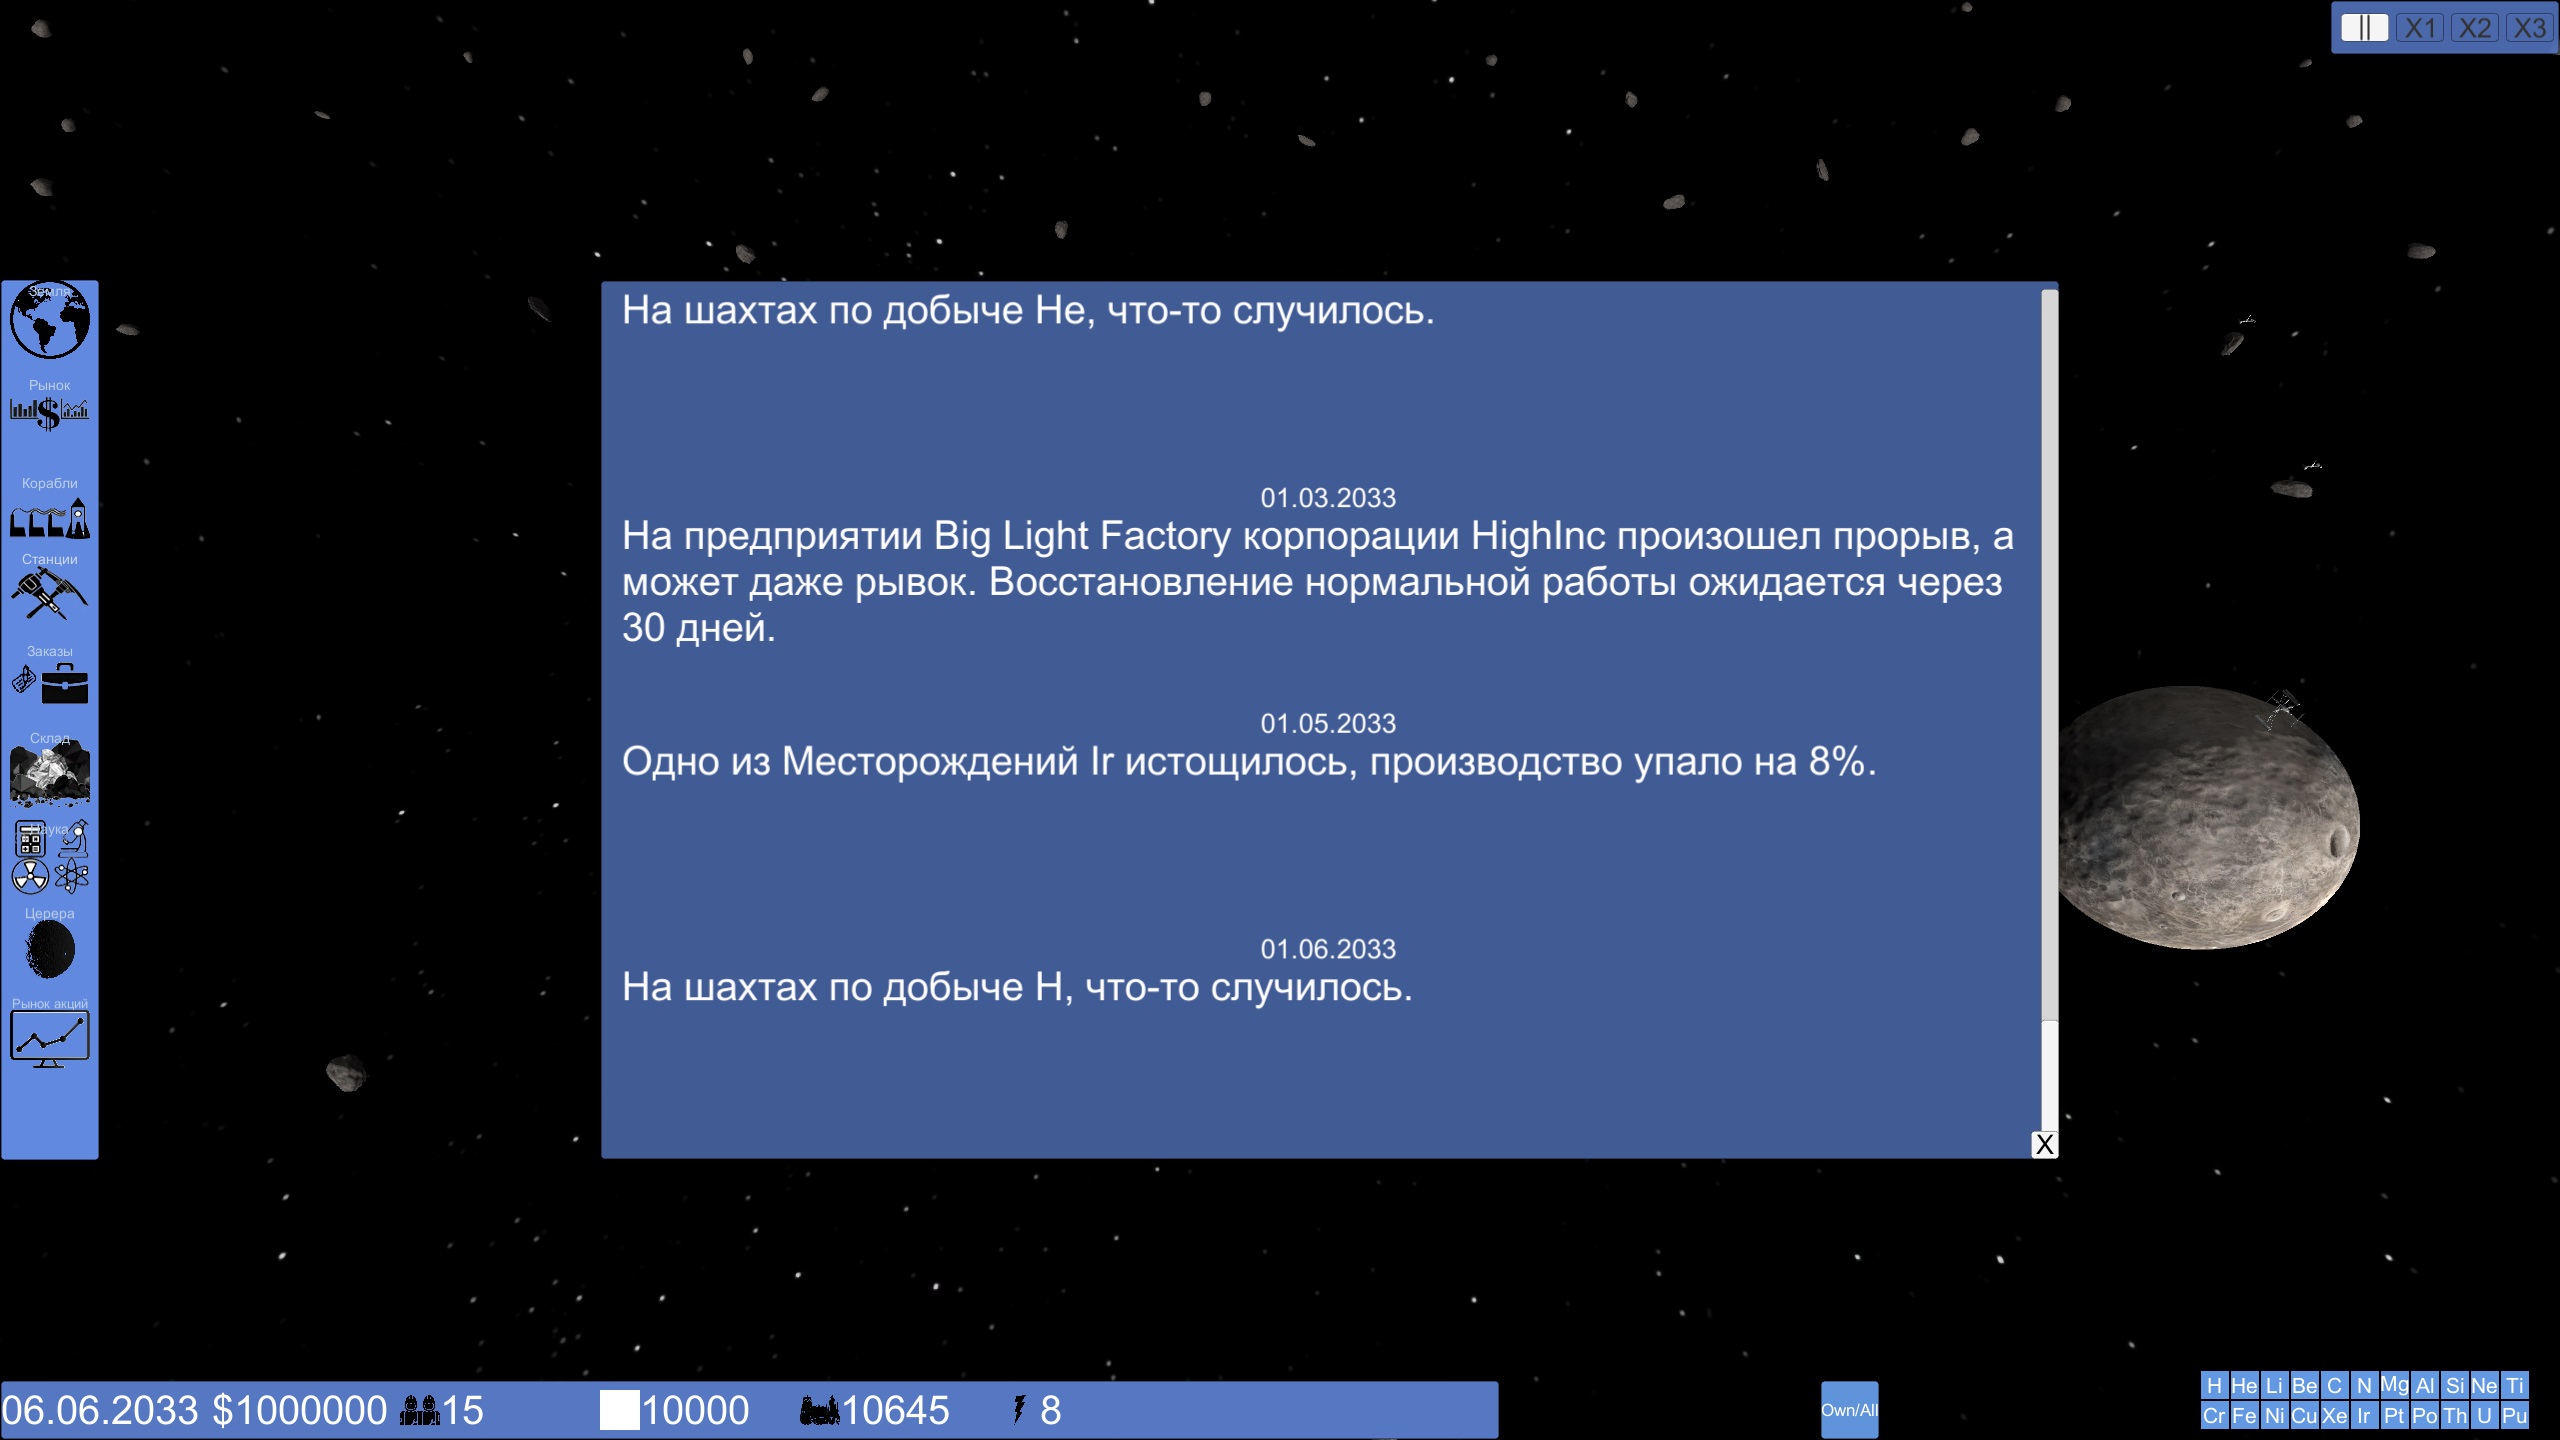 || X1 X2 X3
Земля
Рынок
Корабли
Станции
Заказы
Склад
Наука
Церера
Рынок акций
На шахтах по добыче He, что-то случилось.
01.03.2033
На предприятии Big Light Factory корпорации HighInc произошел прорыв, а
может даже рывок. Восстановление нормальной работы ожидается через
30 дней.
01.05.2033
Одно из Месторождений Ir истощилось, производство упало на 8%.
01.06.2033
На шахтах по добыче H, что-то случилось.
X
06.06.2033 $1000000 15 10000 10645 8
Own/All
H He Li Be C N Mg Al Si Ne Ti
Cr Fe Ni Cu Xe Ir Pt Po Th U Pu